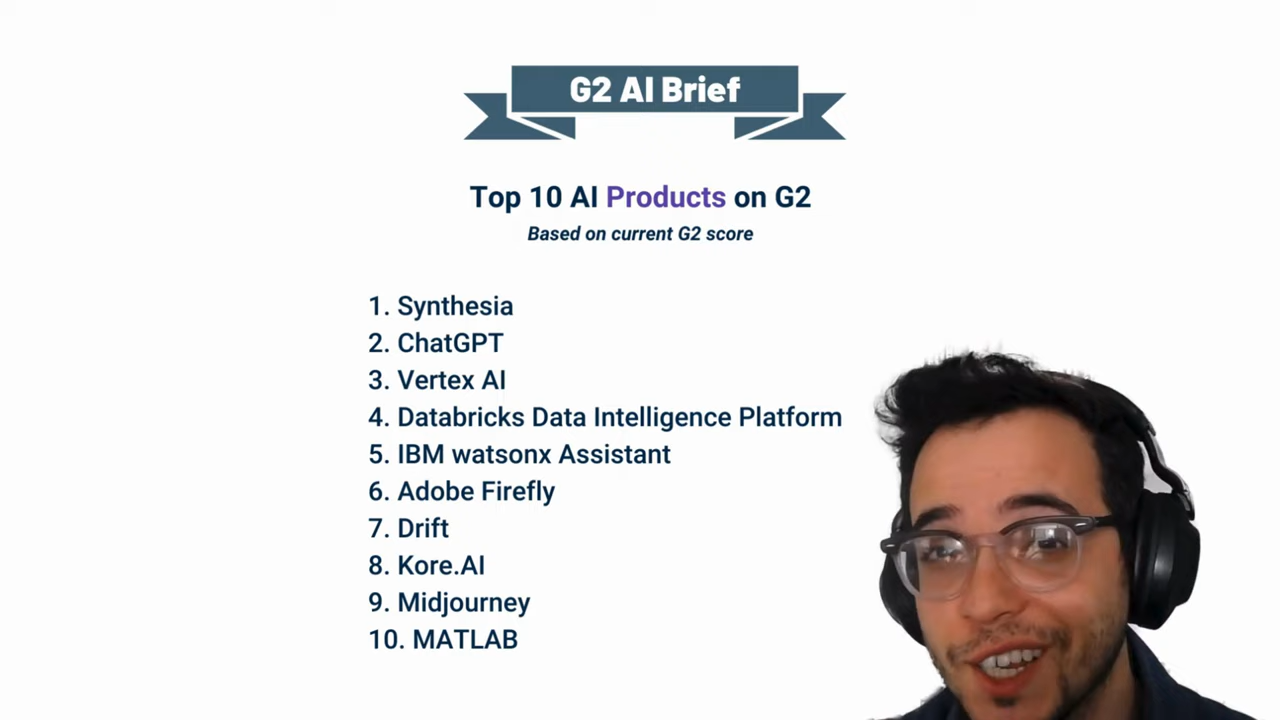 G2 AI Brief
Top 10 AI Products on G2
Based on current G2 score
1. Synthesia
2. ChatGPT
3. Vertex AI
4. Databricks Data Intelligence Platform
5. IBM watsonx Assistant
6. Adobe Firefly
7. Drift
8. Kore.AI
9. Midjourney
10. MATLAB